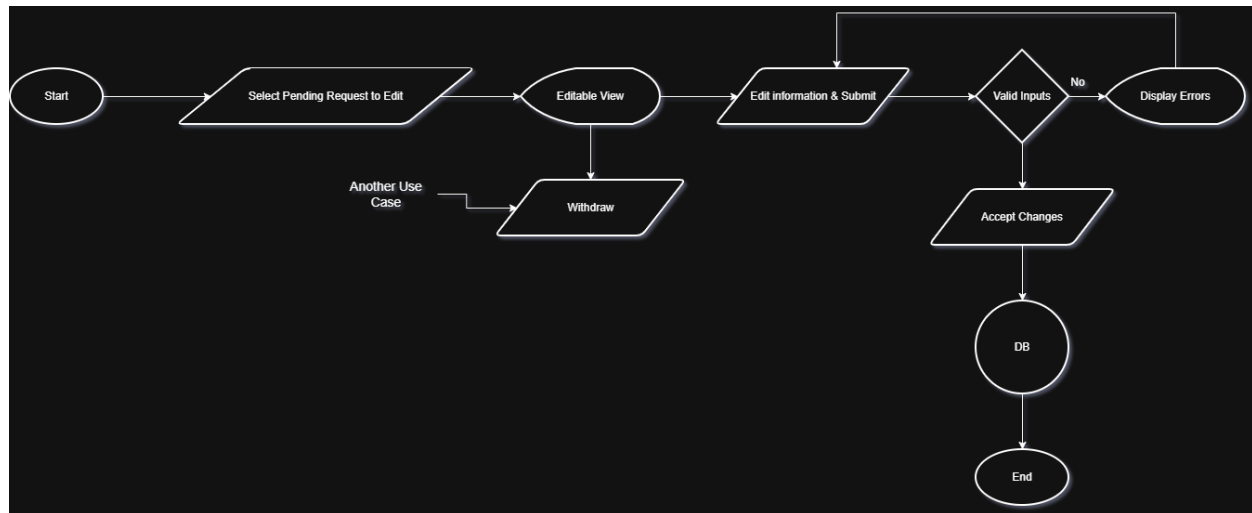 Start
Select Pending Request to Edit
Editable View
Edit information & Submit
Valid Inputs
No
Display Errors
Another Use
Case
Withdraw
Accept Changes
DB
End